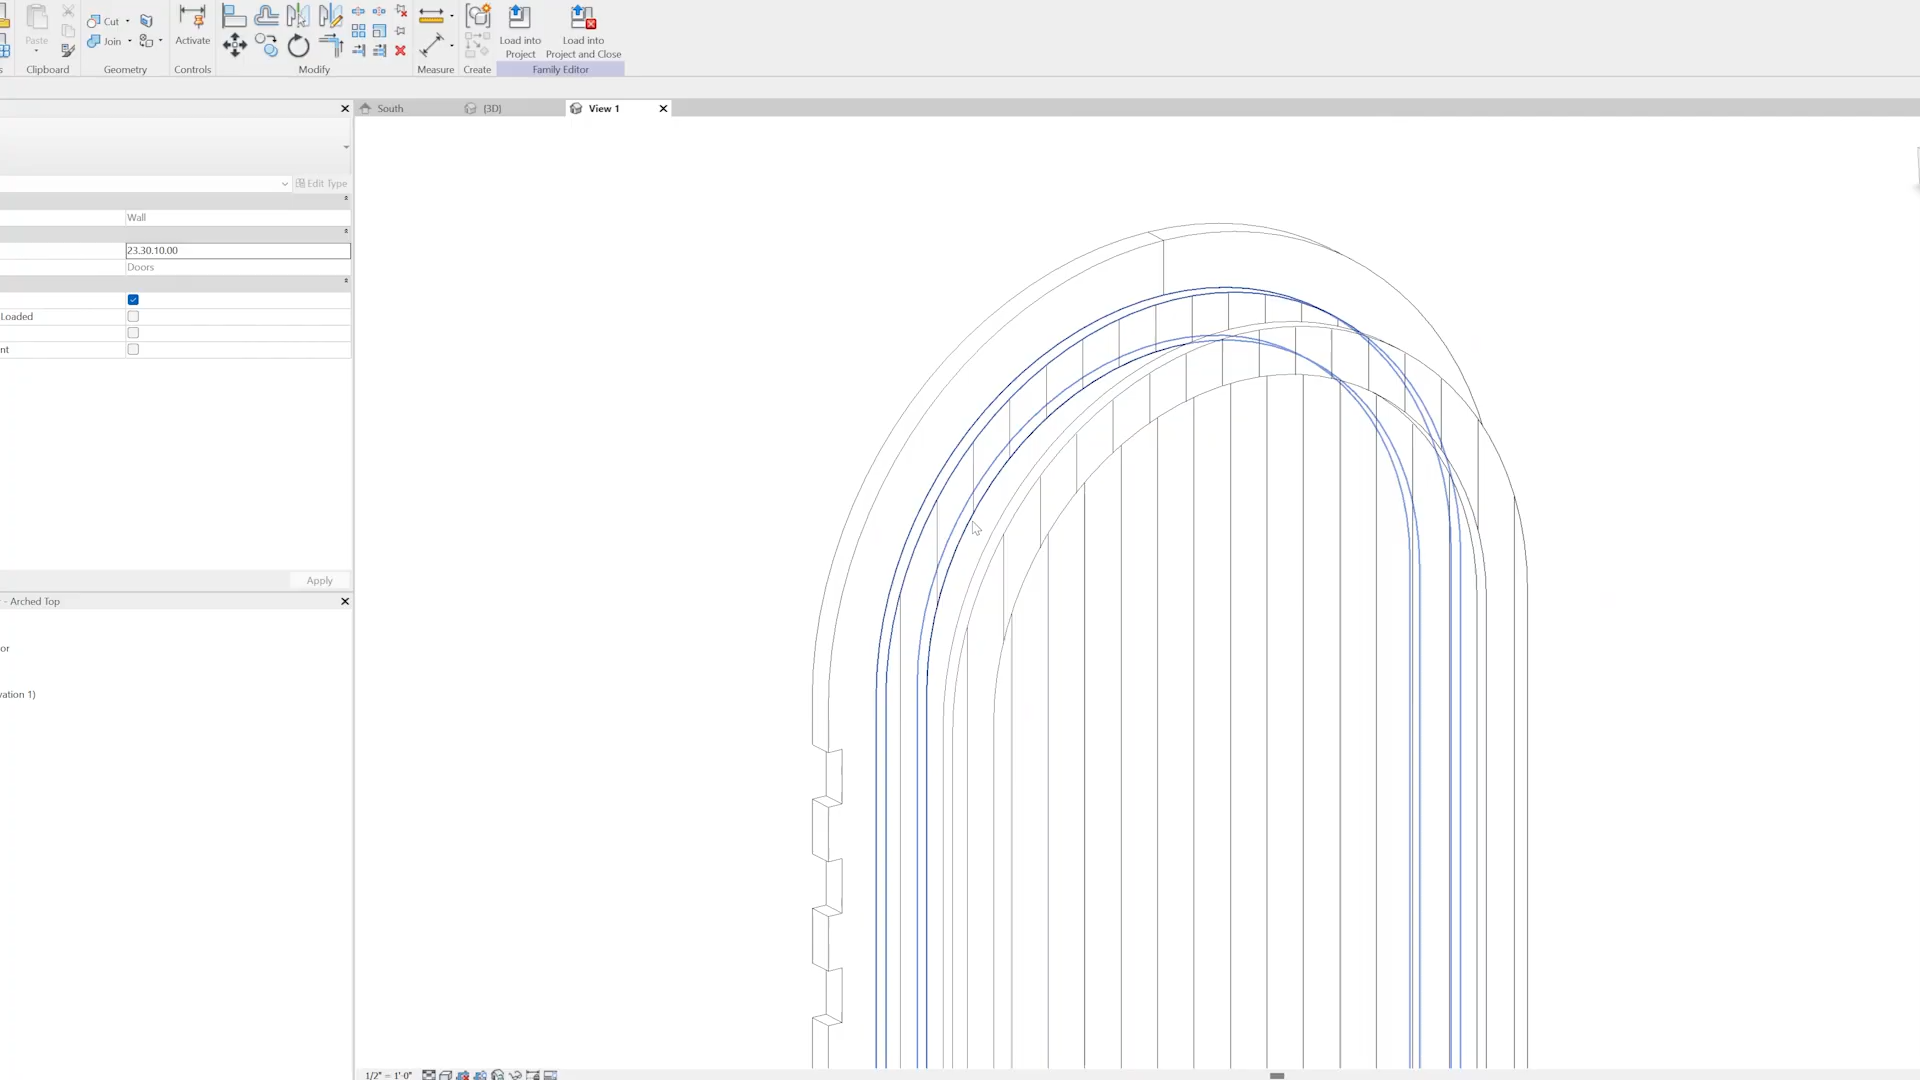 Cut
Paste
Join
Activate
Load into
Project
Load into
Project and Close
s
Clipboard
Geometry
Controls
Modify
Measure
Create
Family Editor
South
{3D}
View 1
Edit Type
Wall
23.30.10.00
Doors
Loaded
nt
Apply
- Arched Top
or
vation 1)
1/2" = 1'-0"